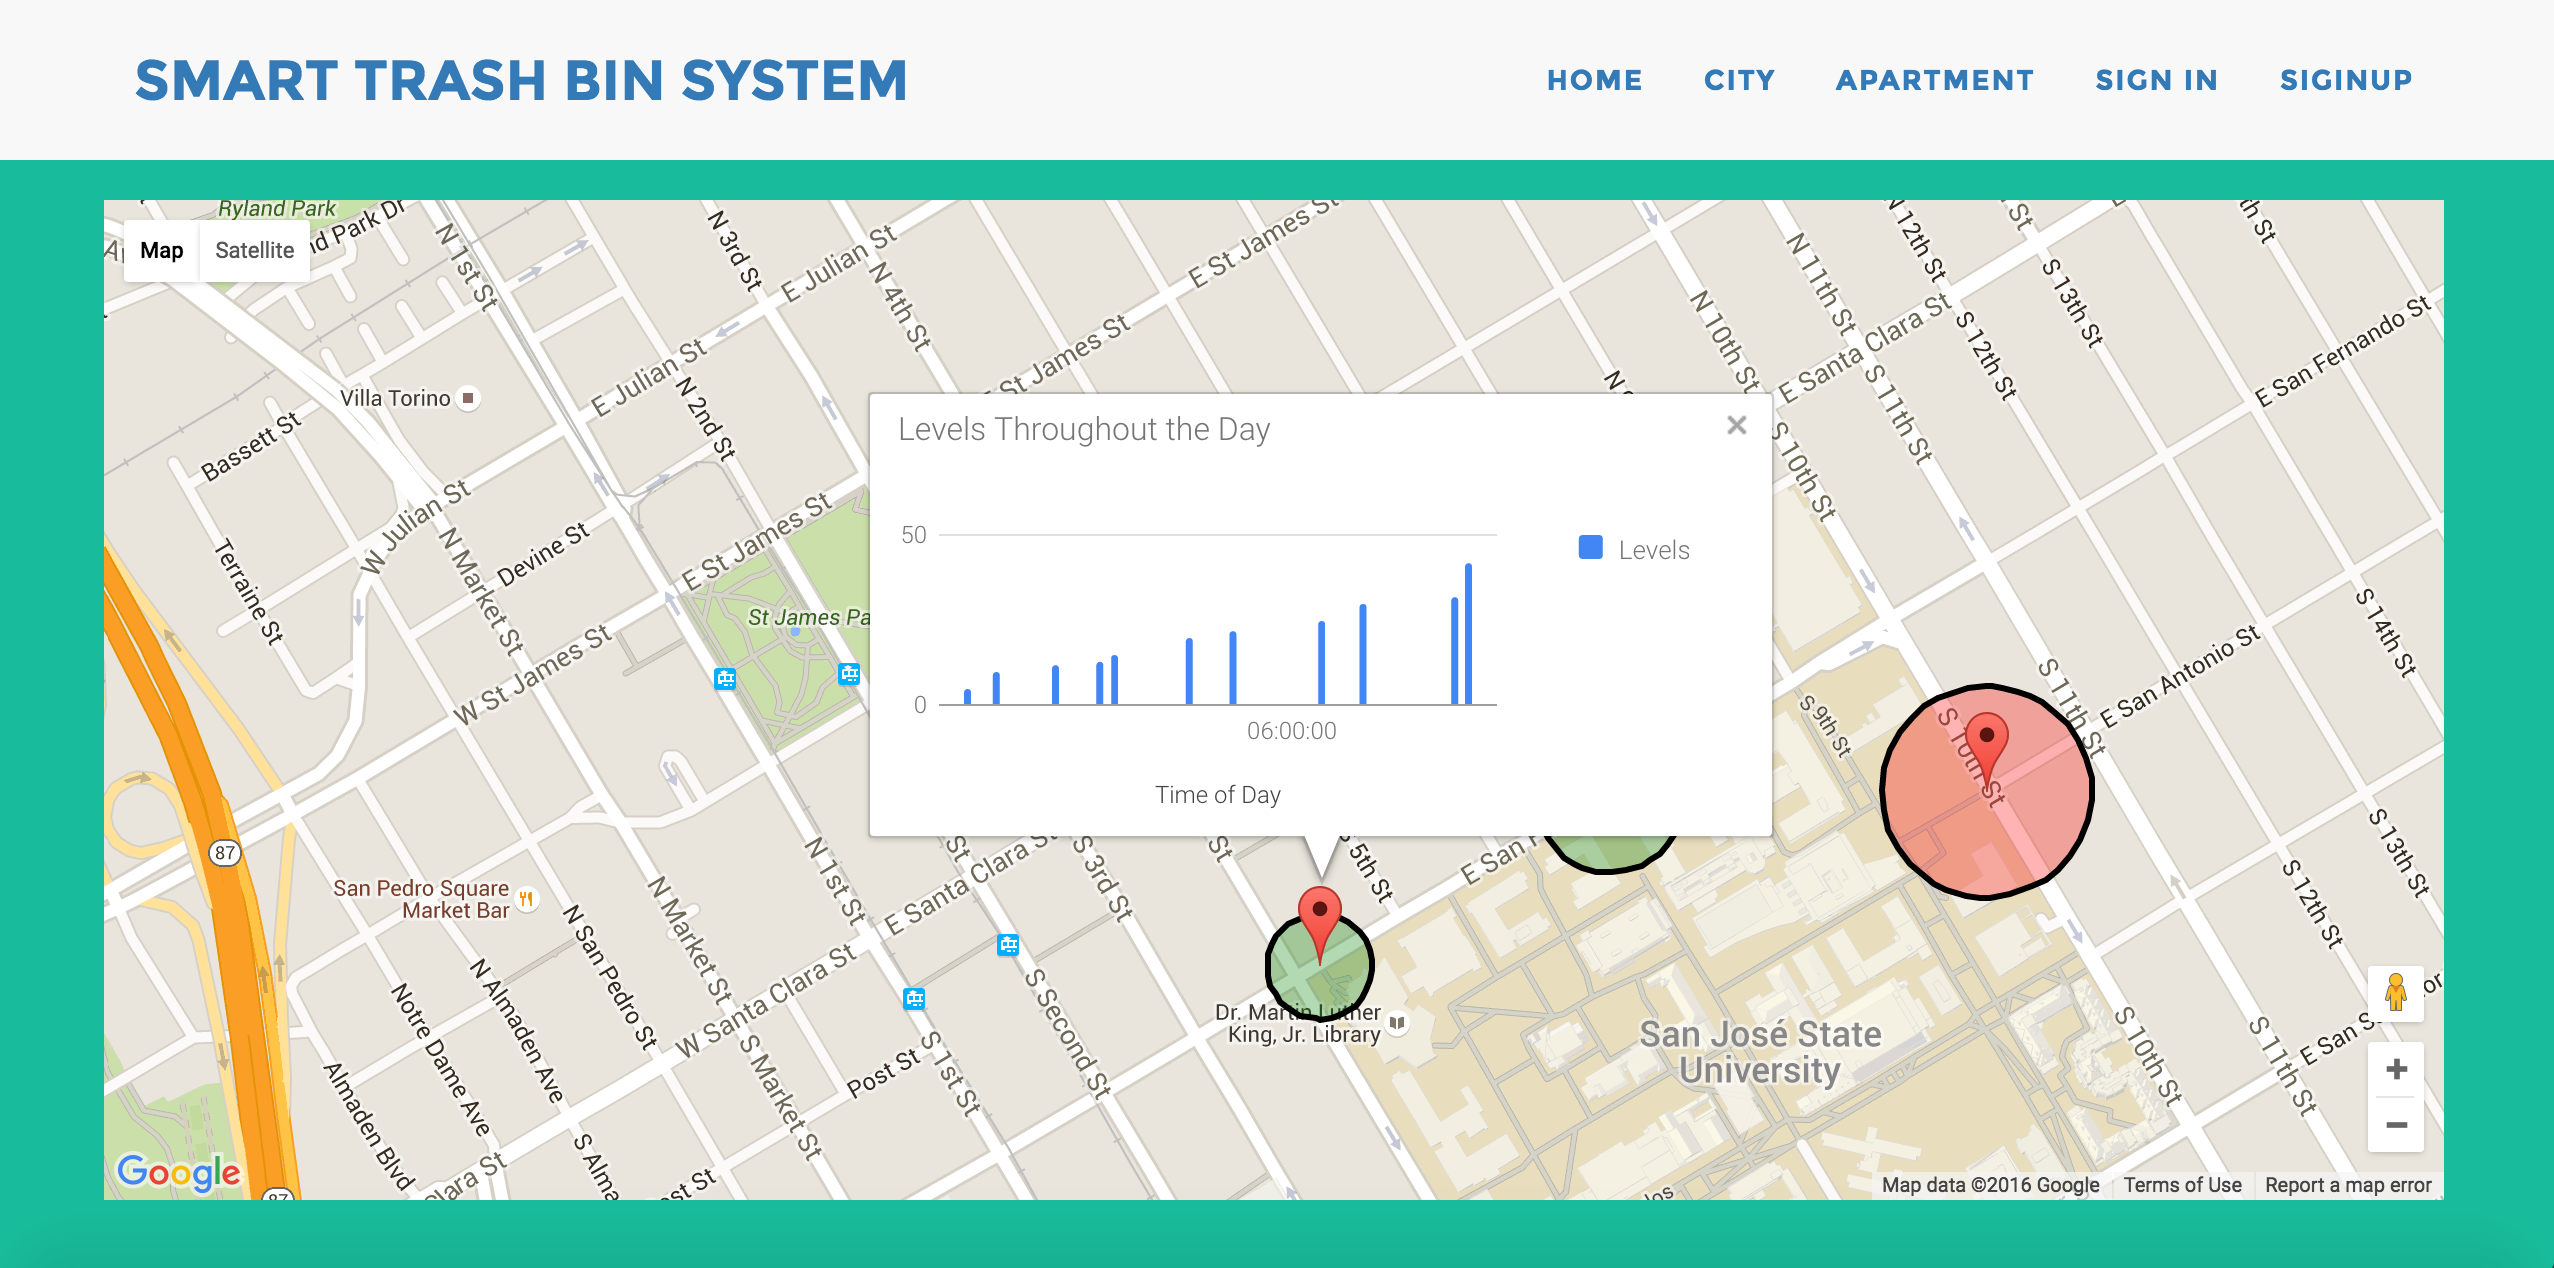 SMART TRASH BIN SYSTEM
HOME CITY APARTMENT SIGN IN SIGINUP
Ryland Park
Map Satellite
N 1st St
N 3rd St
E Julian St
N 4th St
E St James St
N 10th St
N 11th St
N 12th St
S 12th St
S 13th St
E Santa Clara St
E San Fernando St
Villa Torino
E Julian St
N 2nd St
St James St
Bassett St
S 11th St
S 10th St
Levels Throughout the Day
50
Levels
0
06:00:00
Time of Day
W Julian St
N Market St
Devine St
Terraine St
E St James St
St James Pa
W St James St
S 14th St
S 11th St
E San Antonio St
S 9th St
S 10th St
87
N 1st St
E Santa Clara St
S 3rd St
5th St
San Pedro Square
Market Bar
N San Pedro St
N Market St
S 13th St
S 12th St
Dr. Martin Luther
King, Jr. Library
N Almaden Ave
Notre Dame Ave
W Santa Clara St
S Second St
S 1st St
San José State
University
S 10th St
S 11th St
Almaden Blvd
S Market St
Post St
Google
87
Map data ©2016 Google Terms of Use Report a map error